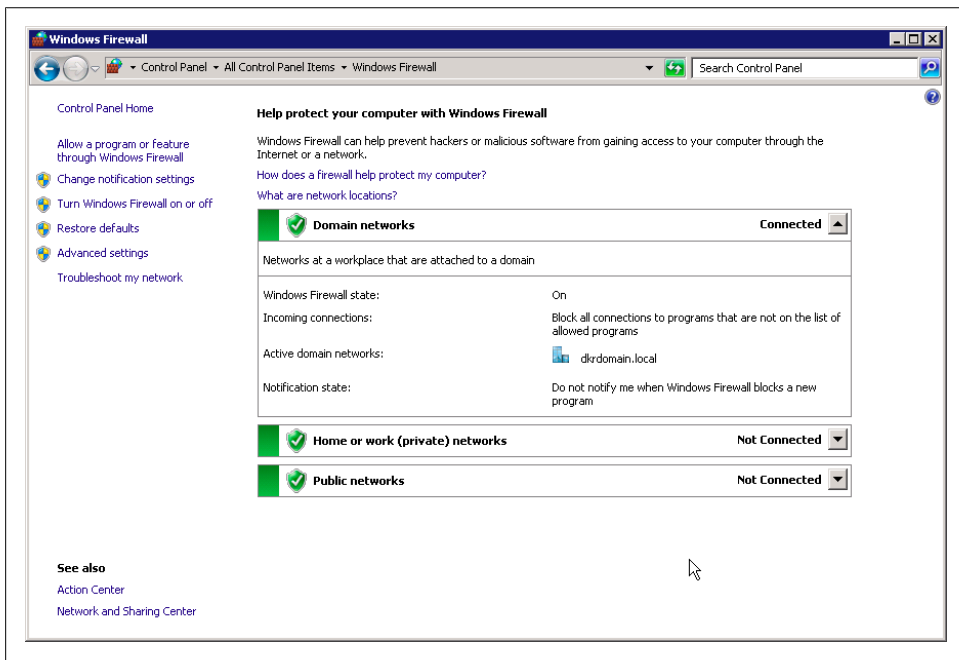 Windows Firewall
Control Panel
All Control Panel Items
Windows Firewall
Search Control Panel
Control Panel Home
Allow a program or feature
through Windows Firewall
Change notification settings
Turn Windows Firewall on or off
Restore defaults
Advanced settings
Troubleshoot my network
Help protect your computer with Windows Firewall
Windows Firewall can help prevent hackers or malicious software from gaining access to your computer through the
Internet or a network.
How does a firewall help protect my computer?
What are network locations?
Domain networks
Connected
Networks at a workplace that are attached to a domain
Windows Firewall state:
On
Incoming connections:
Block all connections to programs that are not on the list of
allowed programs
Active domain networks:
dkrdomain.local
Notification state:
Do not notify me when Windows Firewall blocks a new
program
Home or work (private) networks
Not Connected
Public networks
Not Connected
See also
Action Center
Network and Sharing Center